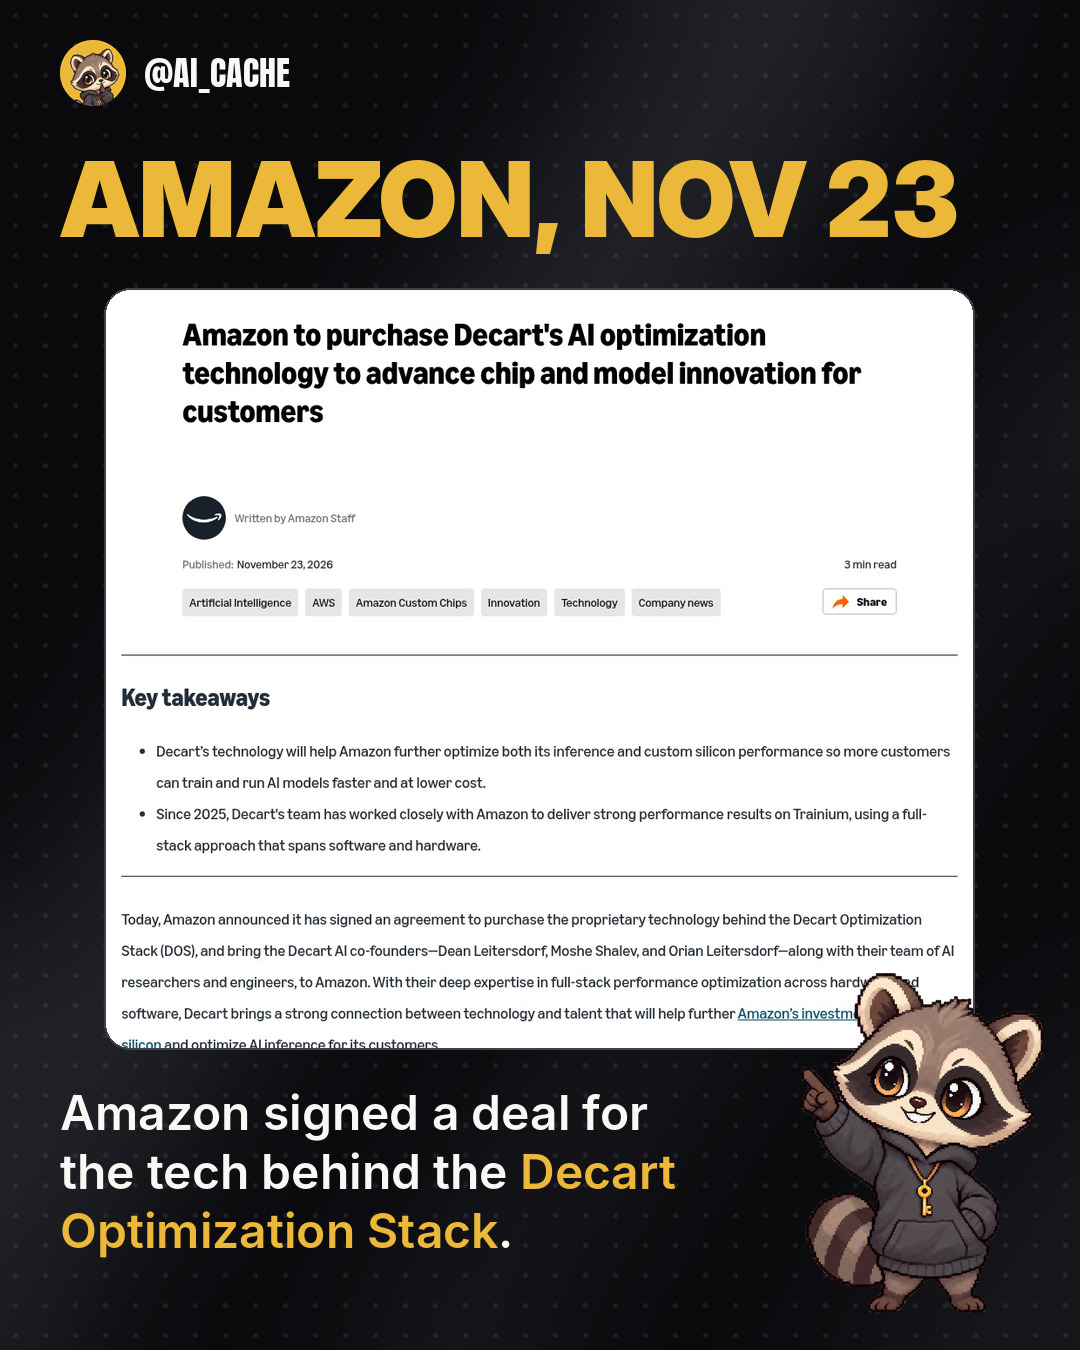 @AI_CACHE
AMAZON, NOV 23
Amazon to purchase Decart's AI optimization
technology to advance chip and model innovation for
customers
Written by Amazon Staff
Published: November 23, 2026
3 min read
Artificial Intelligence
AWS
Amazon Custom Chips
Innovation
Technology
Company news
Share
Key takeaways
• Decart's technology will help Amazon further optimize both its inference and custom silicon performance so more customers
can train and run AI models faster and at lower cost.
• Since 2025, Decart's team has worked closely with Amazon to deliver strong performance results on Trainium, using a full-
stack approach that spans software and hardware.
Today, Amazon announced it has signed an agreement to purchase the proprietary technology behind the Decart Optimization
Stack (DOS), and bring the Decart AI co-founders—Dean Leitersdorf, Moshe Shalev, and Orian Leitersdorf—along with their team of AI
researchers and engineers, to Amazon. With their deep expertise in full-stack performance optimization across
software, Decart brings a strong connection between technology and talent that will help further Amazon's
silicon and optimize AI inference for its customers.
Amazon signed a deal for
the tech behind the Decart
Optimization Stack.